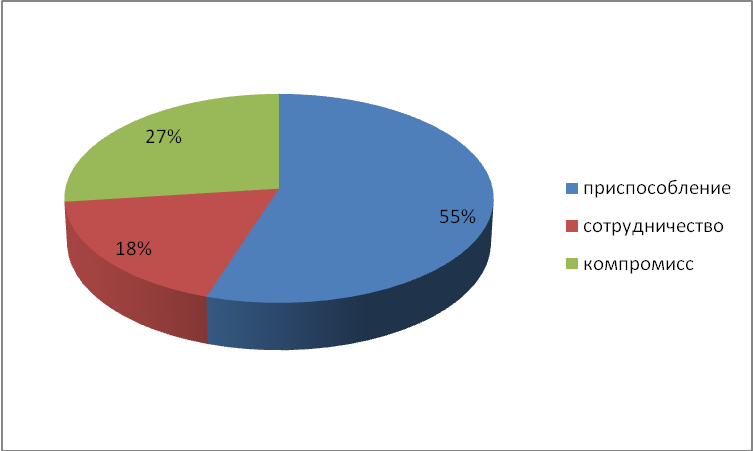 27%
55%
18%
приспособление
сотрудничество
компромисс